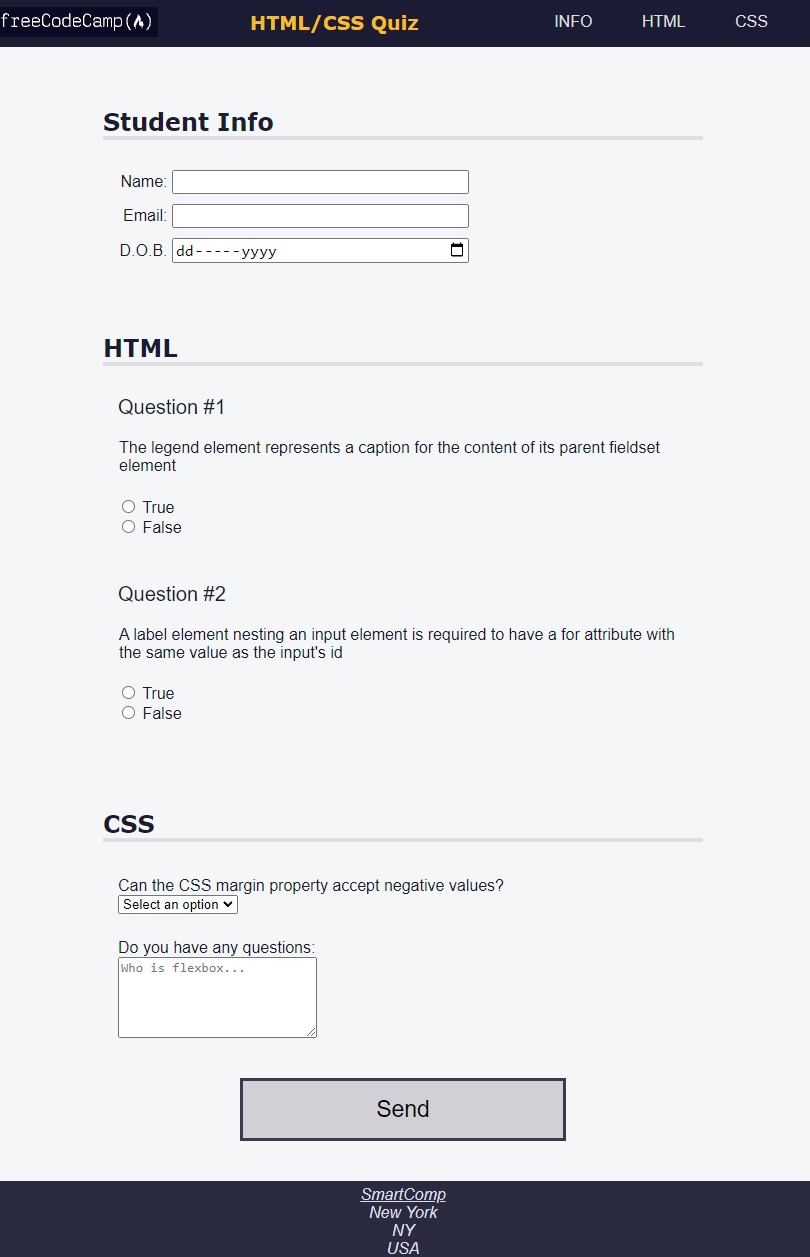 freeCodeCamp(🔥)
HTML/CSS Quiz
INFO
HTML
CSS
Student Info
Name:
Email:
D.O.B.
dd-----yyyy
HTML
Question #1
The legend element represents a caption for the content of its parent fieldset
element
True
False
Question #2
A label element nesting an input element is required to have a for attribute with
the same value as the input's id
True
False
CSS
Can the CSS margin property accept negative values?
Select an option
Do you have any questions:
Who is flexbox...
Send
SmartComp
New York
NY
USA